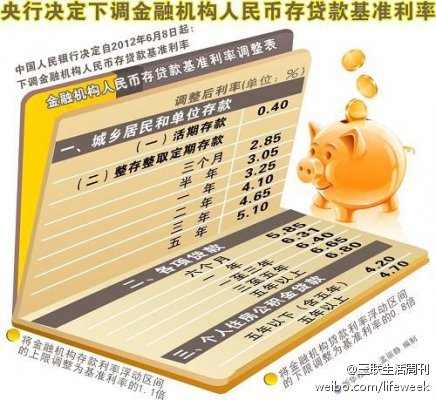 央行决定下调金融机构人民币存贷款基准利率
中国人民银行决定自2012年6月8日起:
下调金融机构人民币存贷款基准利率
金融机构人民币存贷款基准利率调整表
调整后利率(单位:%)
一、城乡居民和单位存款
(一)活期存款 0.40
(二)整存整取定期存款
三个月 2.85
半年 3.05
一年 3.25
二年 4.10
三年 4.65
五年 5.10
二、各项贷款
六个月 5.85
一年 6.31
一至三年 6.40
三至五年 6.65
五年以上 6.80
三、个人住房公积金贷款
五年以下(含五年) 4.20
五年以上 4.70
将金融机构存款利率浮动区间
的上限调整为基准利率的1.1倍
将金融机构贷款利率浮动区间
的下限调整为基准利率的0.8倍
孟丽静 编制
@三联生活周刊
weibo.com/lifeweek